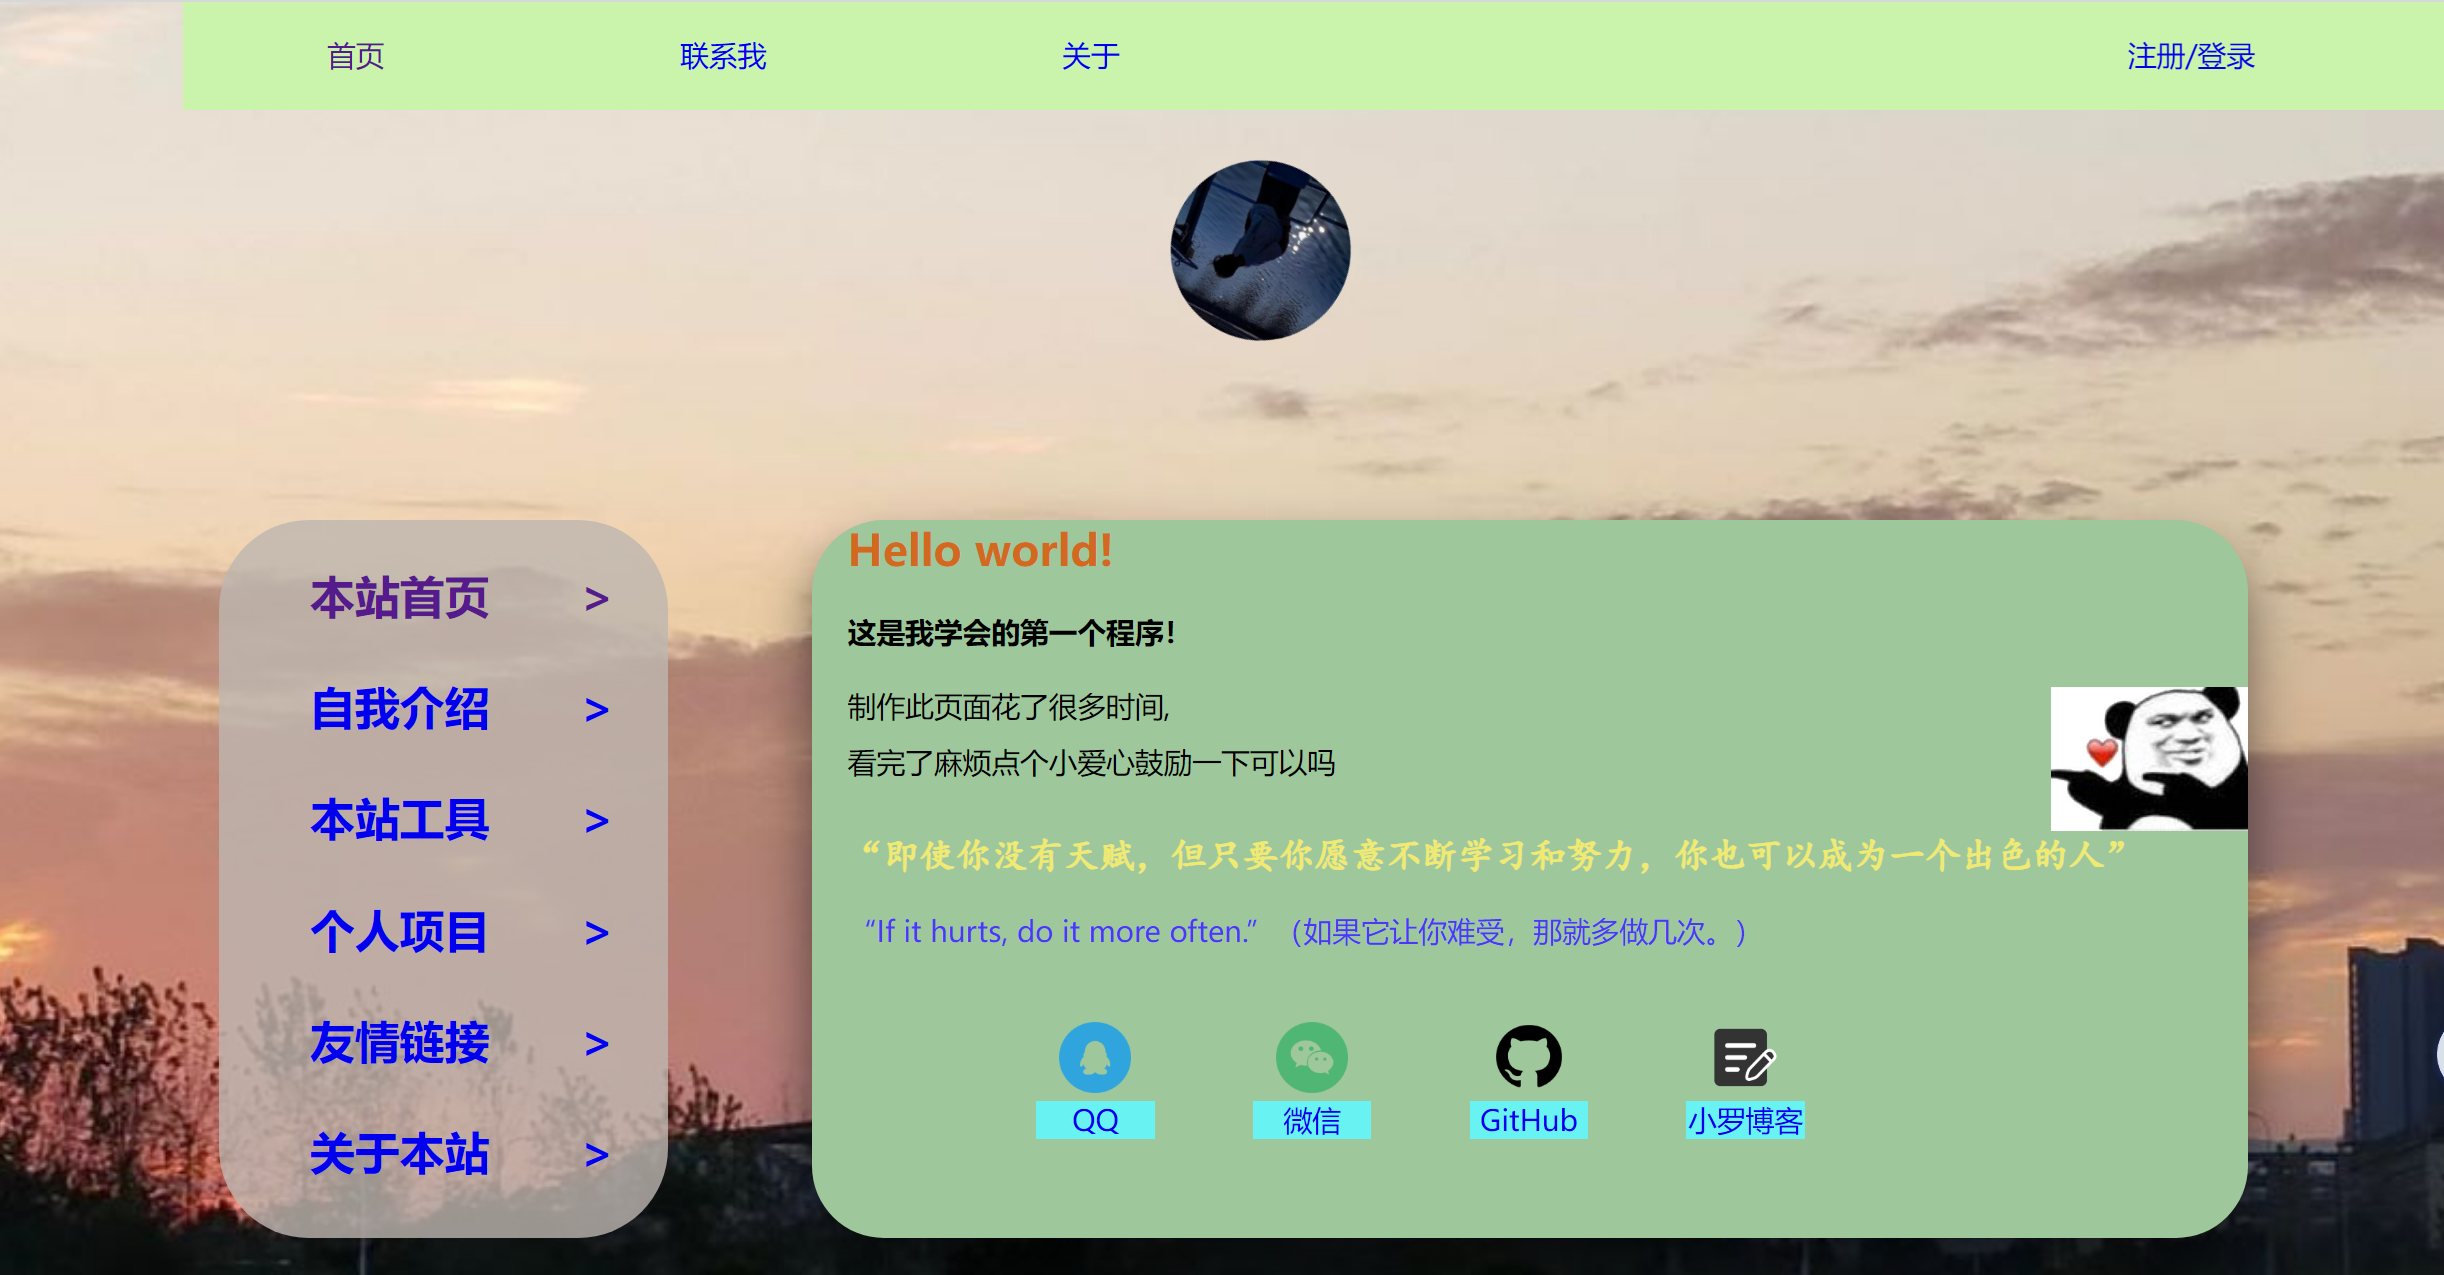 首页 联系我 关于 注册/登录
本站首页 >
自我介绍 >
本站工具 >
个人项目 >
友情链接 >
关于本站 >
Hello world!
这是我学会的第一个程序！
制作此页面花了很多时间,
看完了麻烦点个小爱心鼓励一下可以吗
“即使你没有天赋，但只要你愿意不断学习和努力，你也可以成为一个出色的人”
“If it hurts, do it more often.”（如果它让你难受，那就多做几次。）
QQ 微信 GitHub 小罗博客